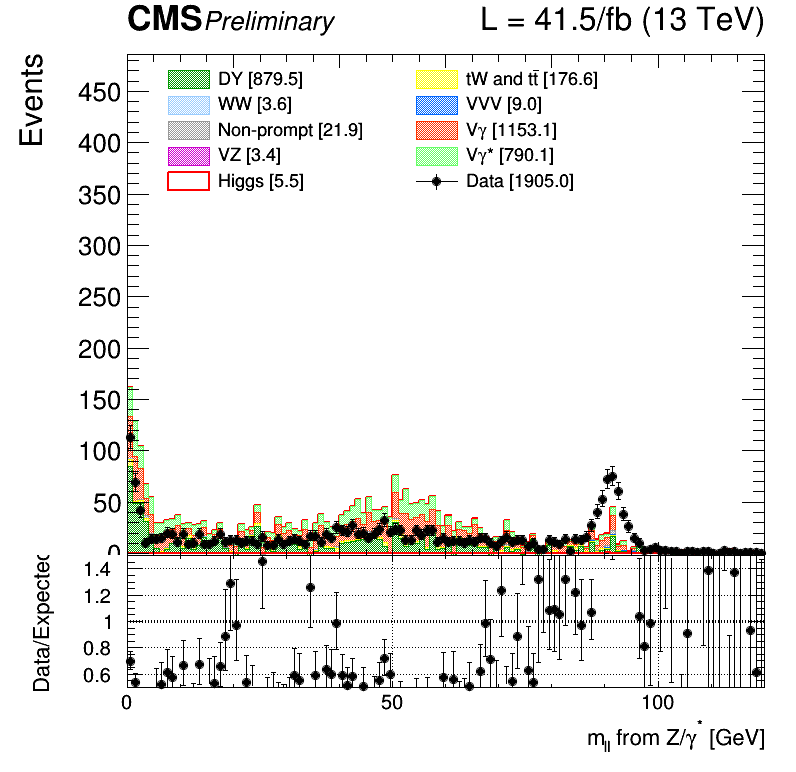 CMS Preliminary L = 41.5/fb (13 TeV)
Events
DY [879.5] tW and tt̄ [176.6]
WW [3.6] VVV [9.0]
Non-prompt [21.9] Vγ [1153.1]
VZ [3.4] Vγ* [790.1]
Higgs [5.5] Data [1905.0]
450
400
350
300
250
200
150
100
50
0
Data/Expected
1.4
1.2
1
0.8
0.6
0 50 100
m_ll from Z/γ* [GeV]